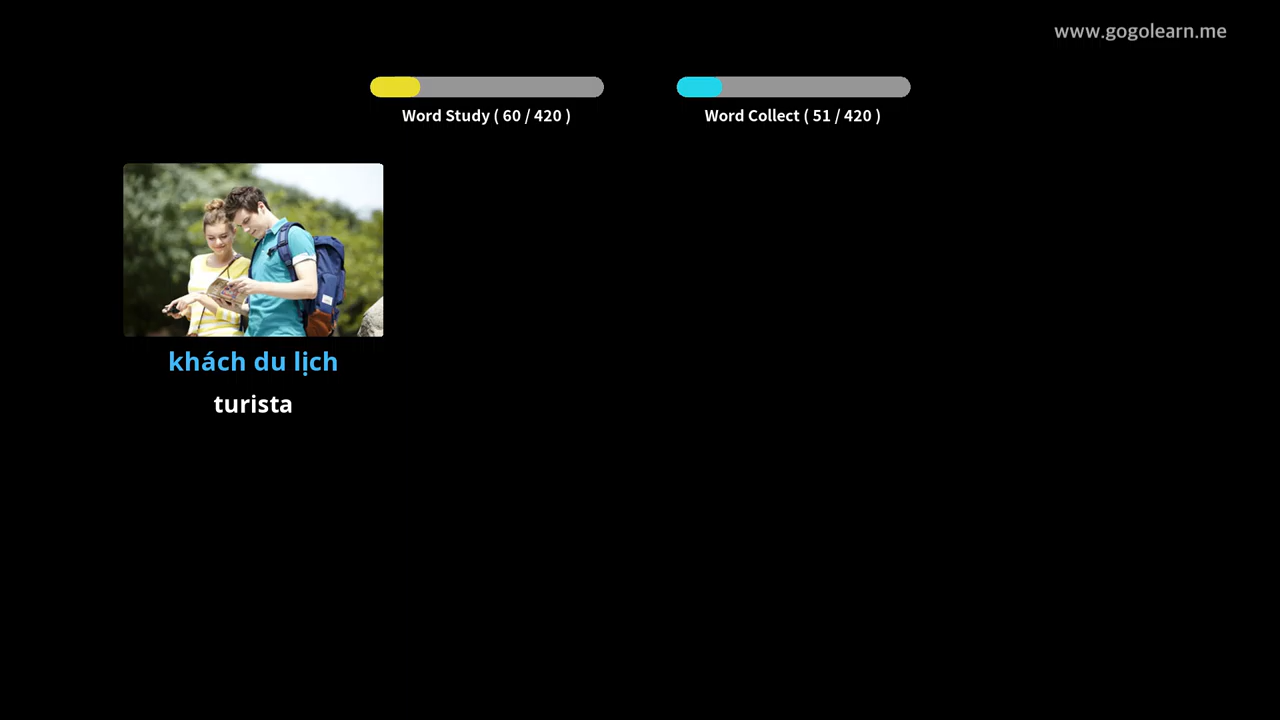 www.gogolearn.me
Word Study ( 60 / 420 )
Word Collect ( 51 / 420 )
khách du lịch
turista